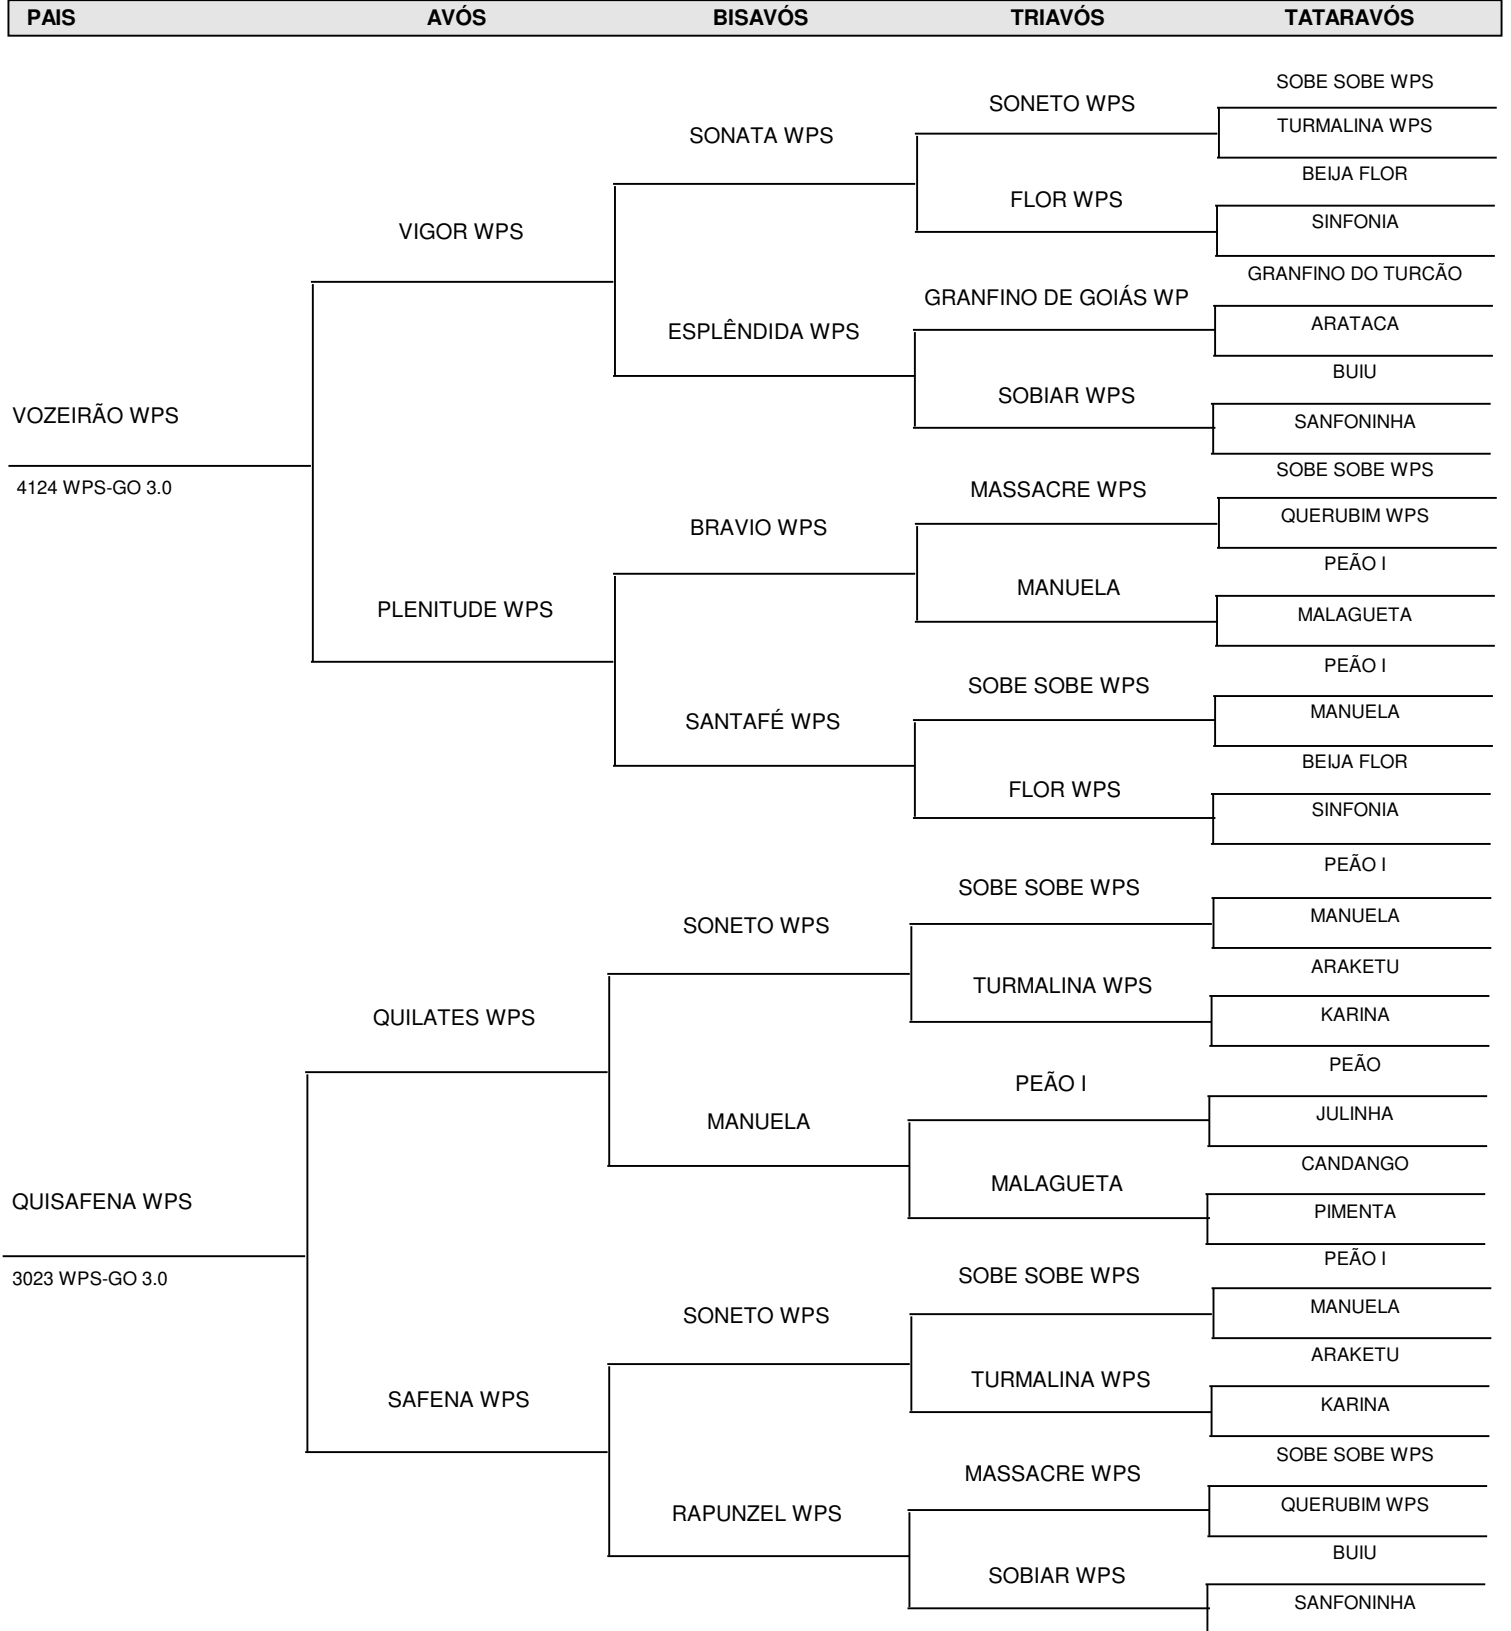 PAIS AVÓS BISAVÓS TRIAVÓS TATARAVÓS
SOBE SOBE WPS
SONETO WPS
TURMALINA WPS
SONATA WPS
BEIJA FLOR
FLOR WPS
SINFONIA
VIGOR WPS
GRANFINO DO TURCÃO
GRANFINO DE GOIÁS WP
ARATACA
ESPLÊNDIDA WPS
BUIU
SOBIAR WPS
VOZEIRÃO WPS
SANFONINHA
SOBE SOBE WPS
4124 WPS-GO 3.0
MASSACRE WPS
QUERUBIM WPS
BRAVIO WPS
PEÃO I
MANUELA
PLENITUDE WPS
MALAGUETA
PEÃO I
SOBE SOBE WPS
MANUELA
SANTAFÉ WPS
BEIJA FLOR
FLOR WPS
SINFONIA
PEÃO I
SOBE SOBE WPS
MANUELA
SONETO WPS
ARAKETU
TURMALINA WPS
QUILATES WPS
KARINA
PEÃO
PEÃO I
JULINHA
MANUELA
CANDANGO
MALAGUETA
QUISAFENA WPS
PIMENTA
PEÃO I
3023 WPS-GO 3.0
SOBE SOBE WPS
MANUELA
SONETO WPS
ARAKETU
TURMALINA WPS
SAFENA WPS
KARINA
SOBE SOBE WPS
MASSACRE WPS
QUERUBIM WPS
RAPUNZEL WPS
BUIU
SOBIAR WPS
SANFONINHA